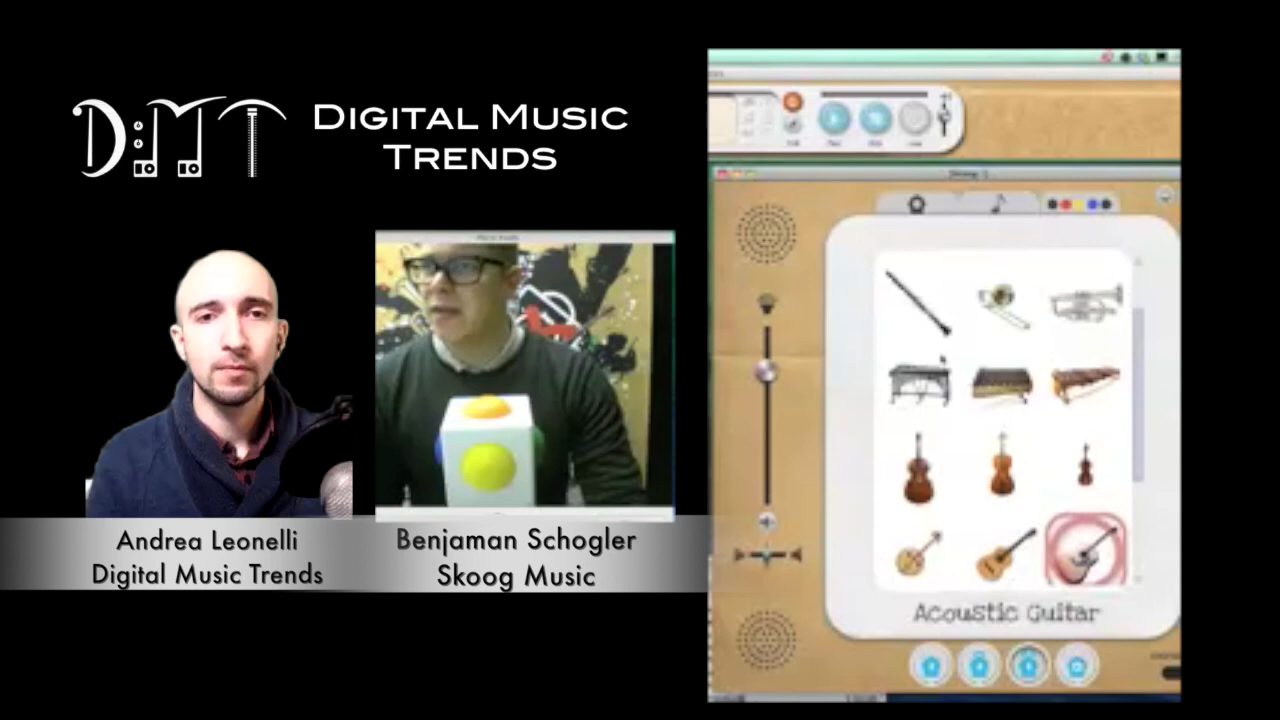 DMT
DIGITAL MUSIC
TRENDS
Andrea Leonelli
Digital Music Trends
Benjaman Schogler
Skoog Music
Acoustic Guitar